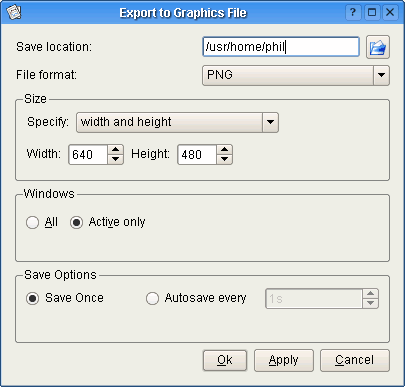 Export to Graphics File ?
Save location: /usr/home/phil
File format: PNG
Size
Specify: width and height
Width: 640 Height: 480
Windows
All Active only
Save Options
Save Once Autosave every 1s
Ok Apply Cancel